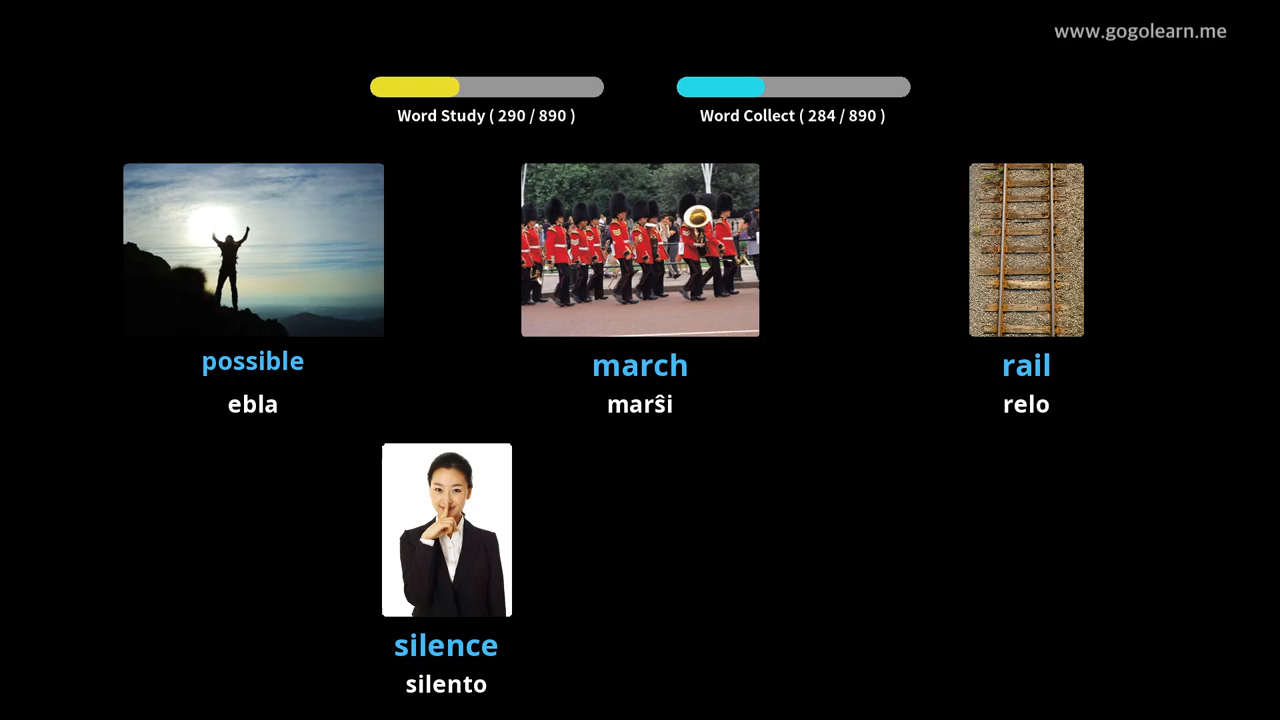 www.gogolearn.me
Word Study ( 290 / 890 )
Word Collect ( 284 / 890 )
possible
ebla
march
marŝi
rail
relo
silence
silento